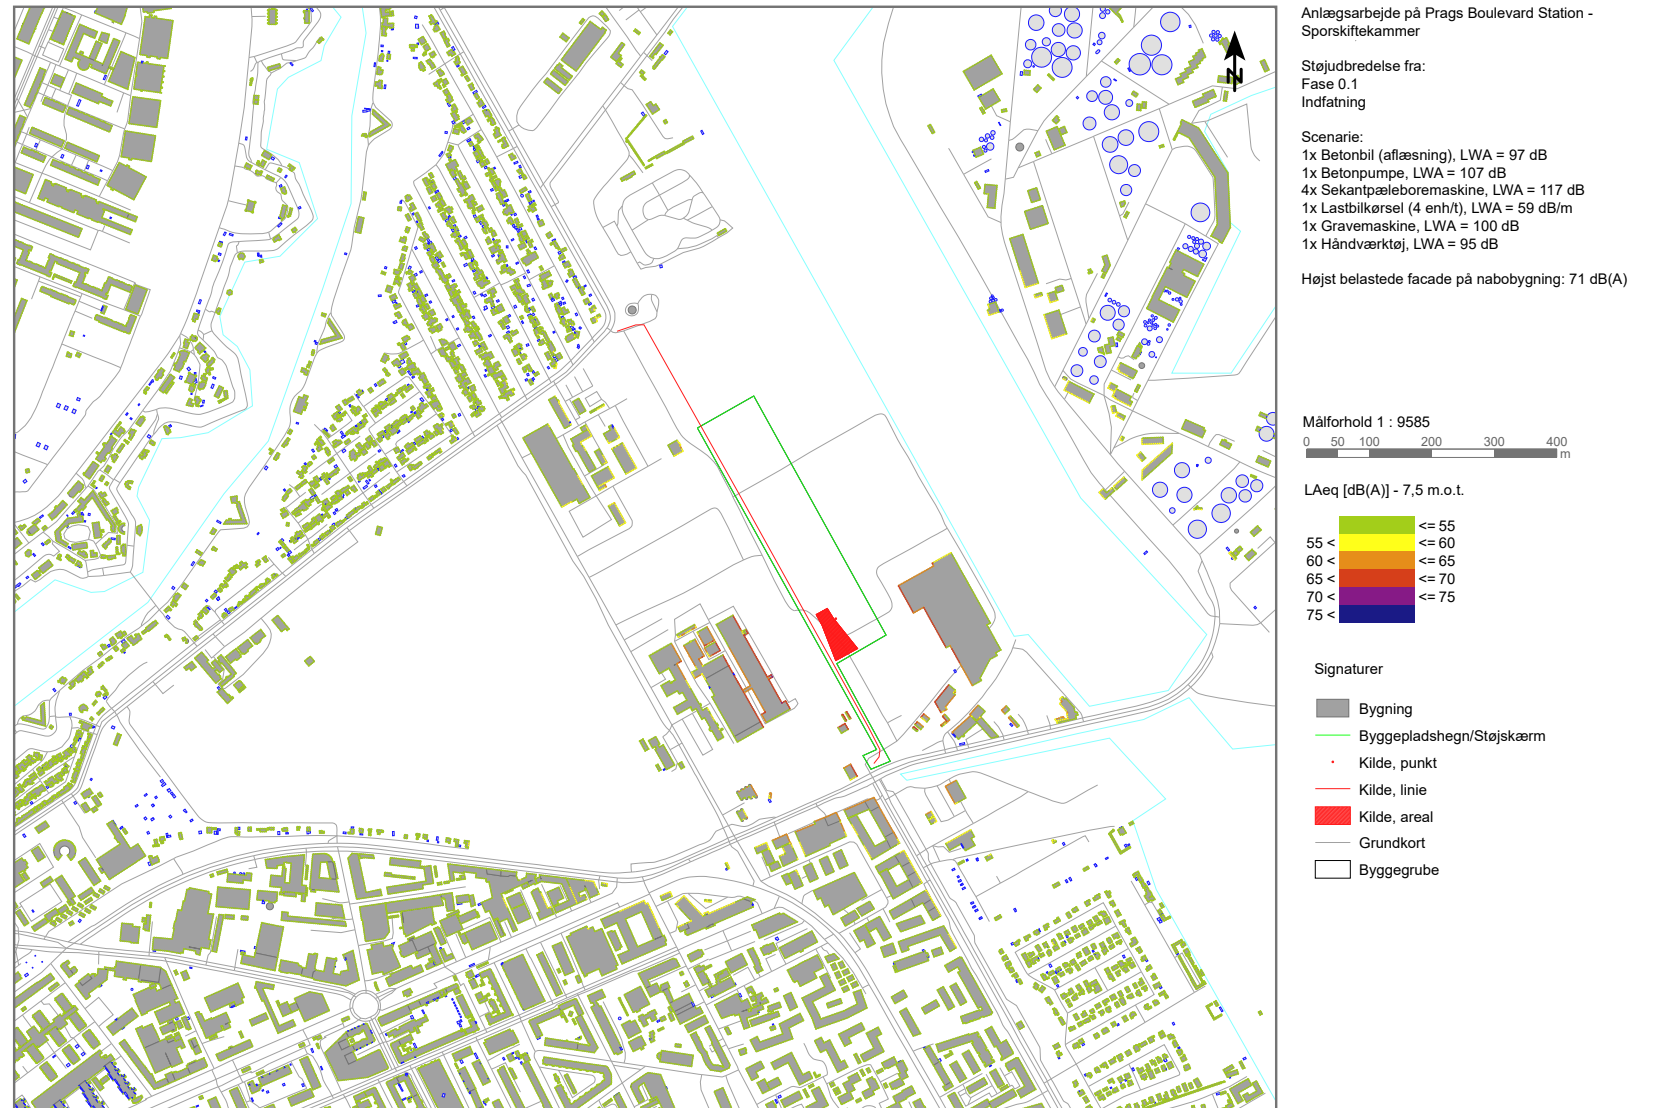 Anlægsarbejde på Prags Boulevard Station -
Sporskiftekammer
Støjudbredelse fra:
Fase 0.1
Indfatning
Scenarie:
1x Betonbil (aflæsning), LWA = 97 dB
1x Betonpumpe, LWA = 107 dB
4x Sekantpæleboremaskine, LWA = 117 dB
1x Lastbilkørsel (4 enh/t), LWA = 59 dB/m
1x Gravemaskine, LWA = 100 dB
1x Håndværktøj, LWA = 95 dB
Højst belastede facade på nabobygning: 71 dB(A)
N
Målforhold 1 : 9585
0 50 100 200 300 400
m
LAeq [dB(A)] - 7,5 m.o.t.
<= 55
55 < <= 60
60 < <= 65
65 < <= 70
70 < <= 75
75 <
Signaturer
Bygning
Byggepladshegn/Støjskærm
Kilde, punkt
Kilde, linie
Kilde, areal
Grundkort
Byggegrube